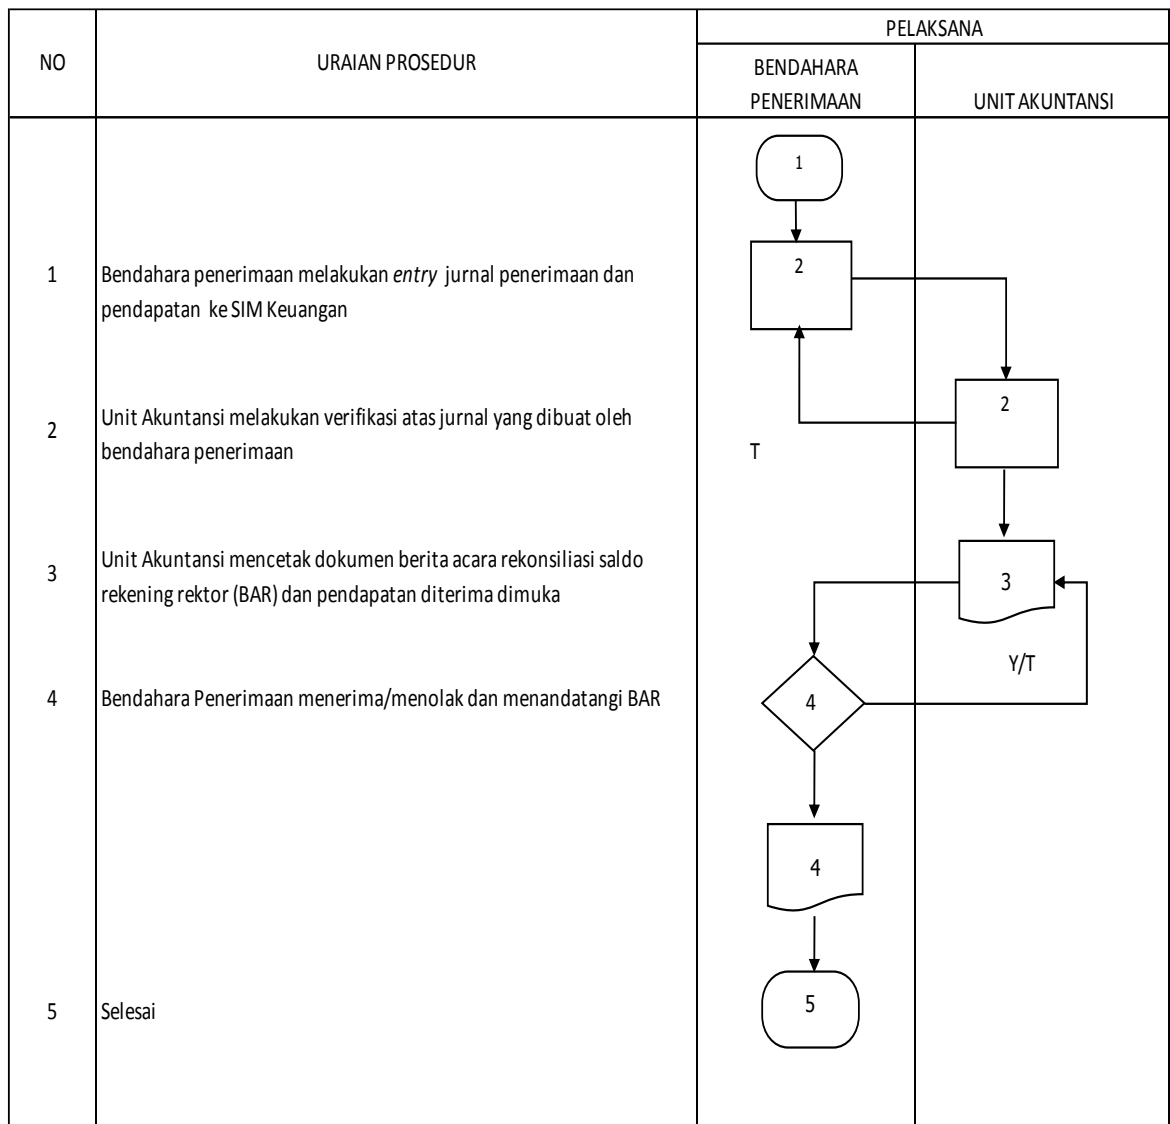 NO
URAIAN PROSEDUR
PELAKSANA
BENDAHARA
PENERIMAAN
UNIT AKUNTANSI
1
2
1
Bendahara penerimaan melakukan entry jurnal penerimaan dan
pendapatan ke SIM Keuangan
2
2
Unit Akuntansi melakukan verifikasi atas jurnal yang dibuat oleh
bendahara penerimaan
T
3
Unit Akuntansi mencetak dokumen berita acara rekonsiliasi saldo
rekening rektor (BAR) dan pendapatan diterima dimuka
3
Y/T
4
Bendahara Penerimaan menerima/menolak dan menandatangi BAR
4
4
5
Selesai
5